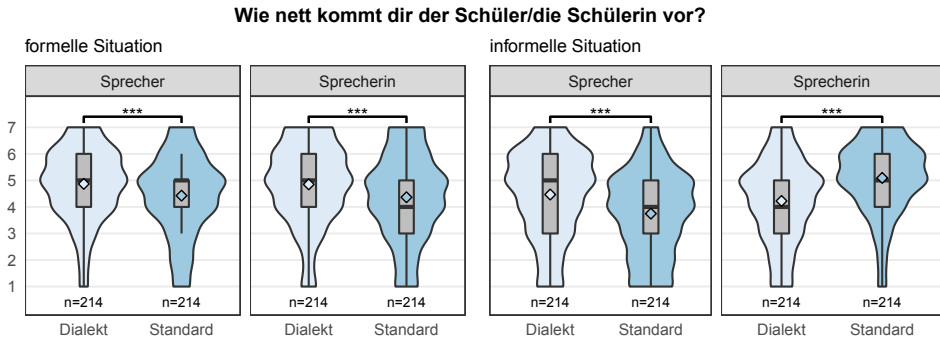 Wie nett kommt dir der Schüler/die Schülerin vor?
formelle Situation
informelle Situation
Sprecher
Sprecherin
Sprecher
Sprecherin
***
***
***
***
7
6
5
4
3
2
1
n=214
n=214
n=214
n=214
n=214
n=214
n=214
n=214
Dialekt
Standard
Dialekt
Standard
Dialekt
Standard
Dialekt
Standard